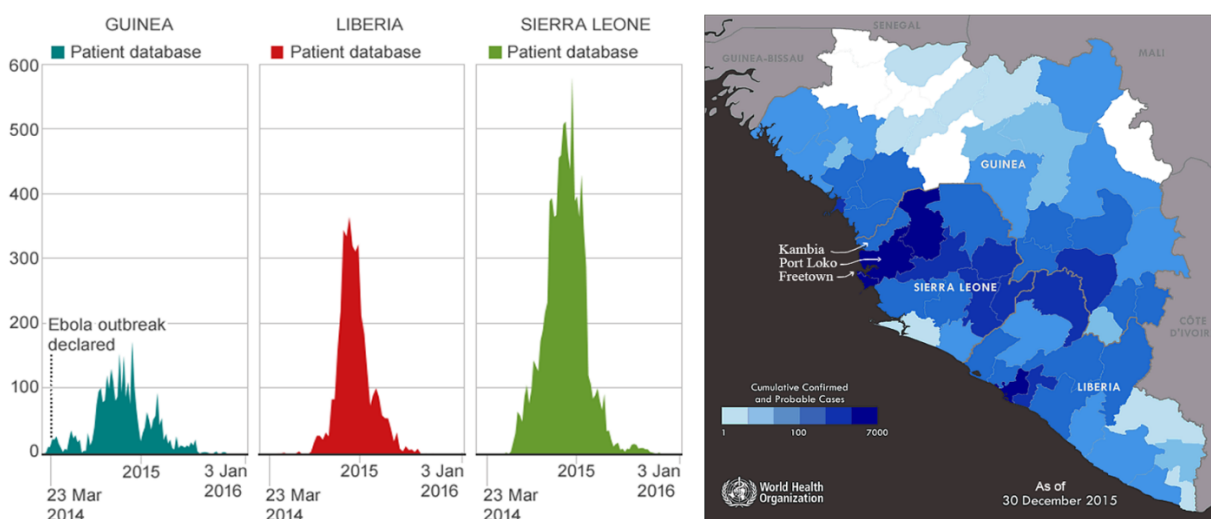 GUINEA
Patient database
LIBERIA
Patient database
SIERRA LEONE
Patient database
600
500
400
300
200
100
0
Ebola outbreak
declared
23 Mar
2014
2015
3 Jan
2016
23 Mar
2014
2015
3 Jan
2016
23 Mar
2014
2015
3 Jan
2016
SENEGAL
GUINEA-BISSAU
MALI
GUINEA
Kambia
Port Loko
Freetown
SIERRA LEONE
CÔTE
D'IVOIR
LIBERIA
Cumulative Confirmed
and Probable Cases
1
100
7000
World Health
Organization
As of
30 December 2015